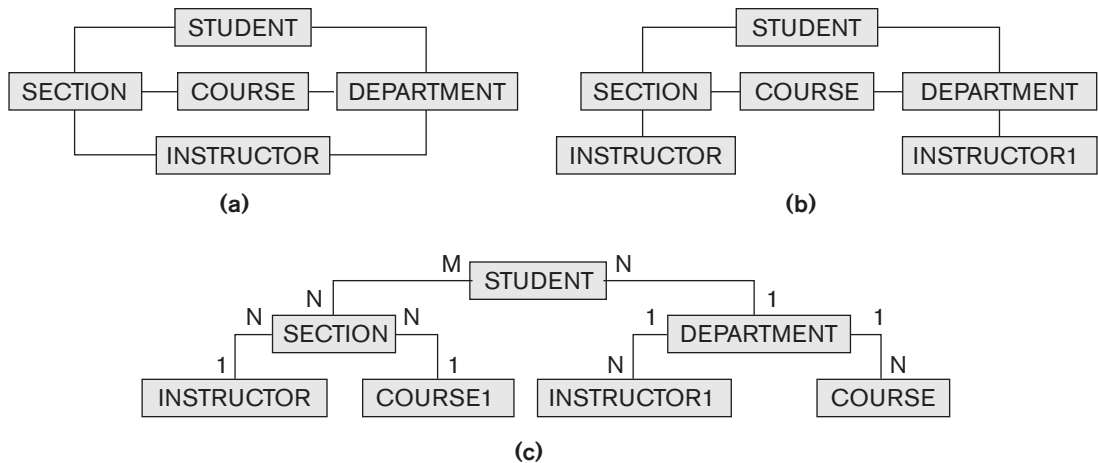 STUDENT
SECTION COURSE DEPARTMENT
INSTRUCTOR
(a)
STUDENT
SECTION COURSE DEPARTMENT
INSTRUCTOR INSTRUCTOR1
(b)
M STUDENT N
N 1
N SECTION N 1 DEPARTMENT 1
1 1 N N
INSTRUCTOR COURSE1 INSTRUCTOR1 COURSE
(c)